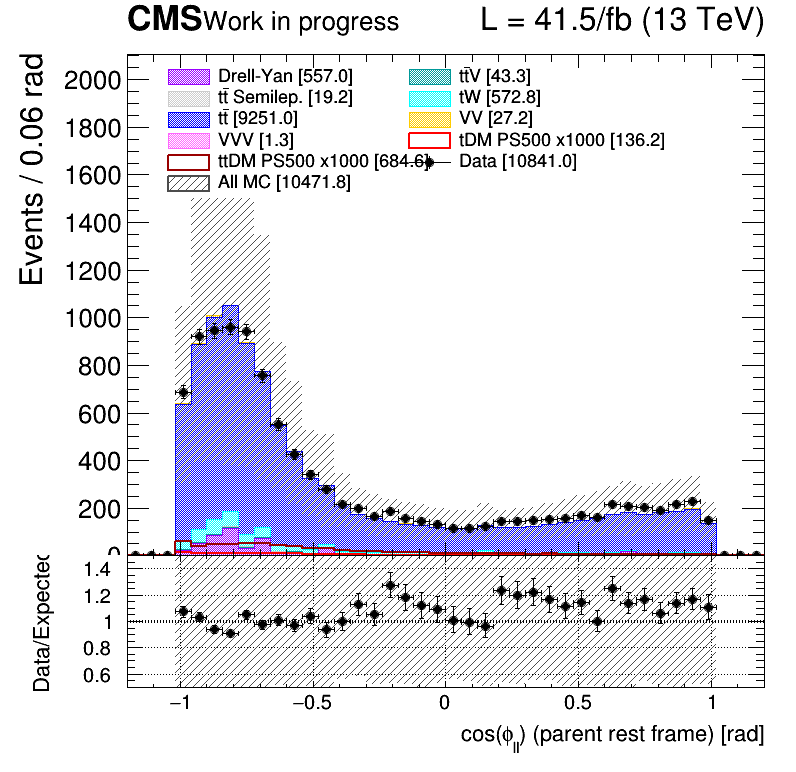 CMS Work in progress L = 41.5/fb (13 TeV)
Events / 0.06 rad
Drell-Yan [557.0] tt̄V [43.3]
tt̄ Semilep. [19.2] tW [572.8]
tt̄ [9251.0] VV [27.2]
VVV [1.3] tDM PS500 x1000 [136.2]
ttDM PS500 x1000 [684.6] Data [10841.0]
All MC [10471.8]
2000
1800
1600
1400
1200
1000
800
600
400
200
0
Data/Expected
1.4
1.2
1
0.8
0.6
−1 −0.5 0 0.5 1
cos(ϕll) (parent rest frame) [rad]